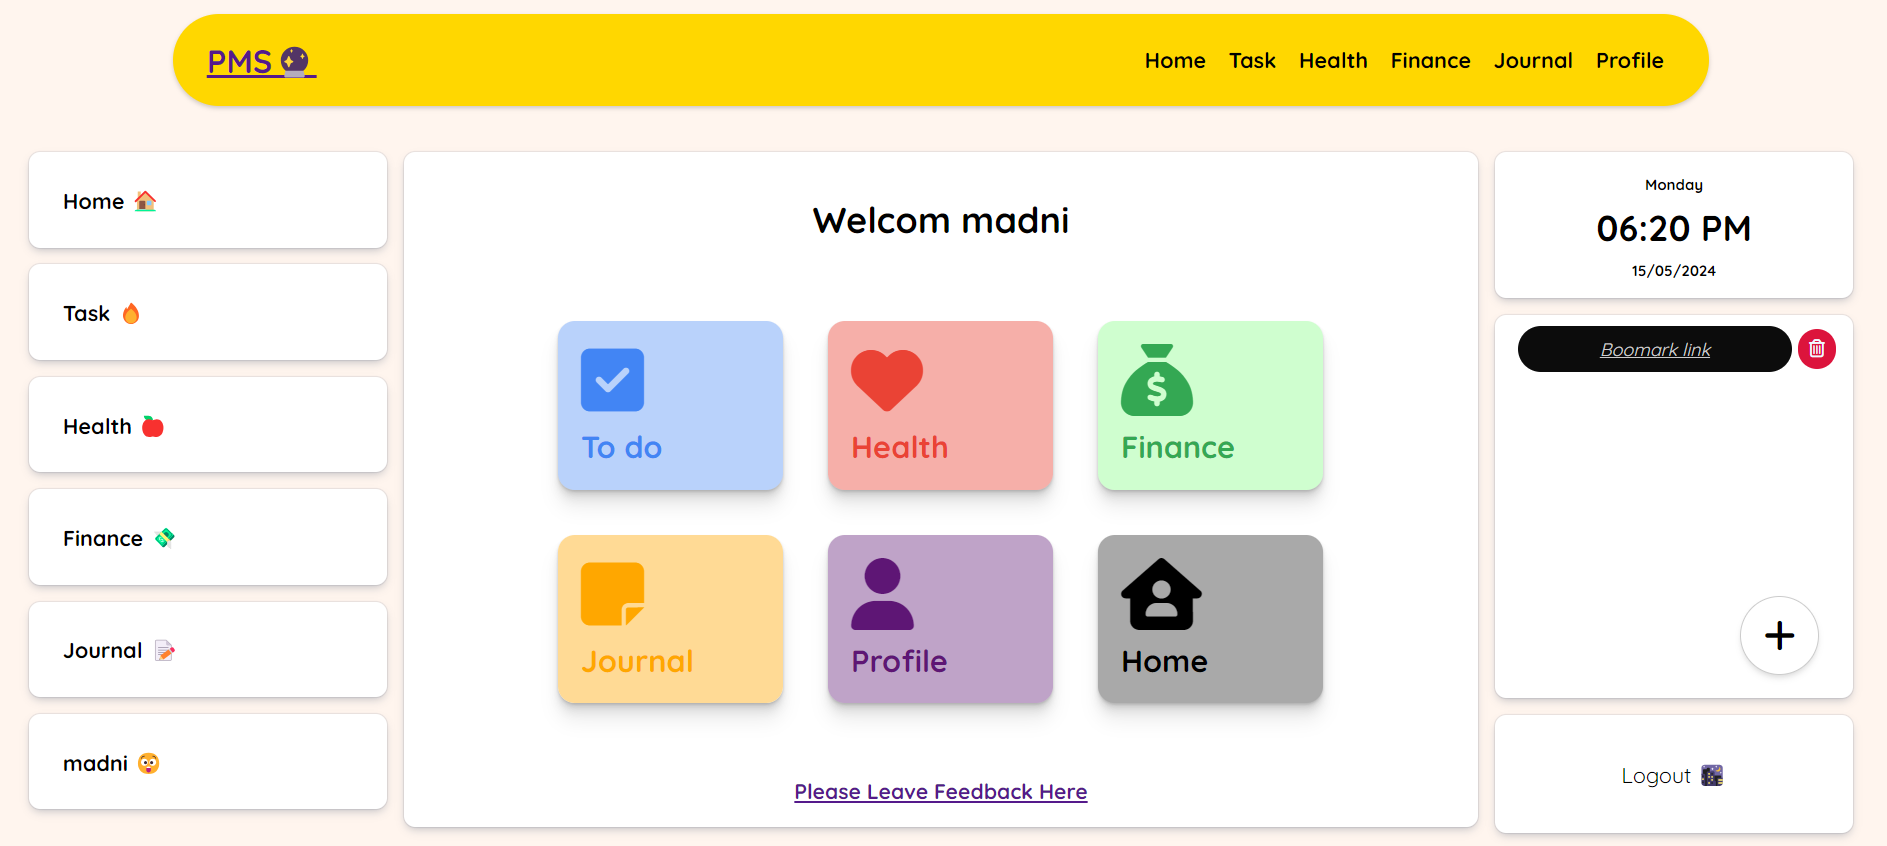 PMS
Home Task Health Finance Journal Profile
Home
Task
Health
Finance
Journal
madni
Welcom madni
To do
Health
Finance
Journal
Profile
Home
Please Leave Feedback Here
Monday
06:20 PM
15/05/2024
Boomark link
Logout